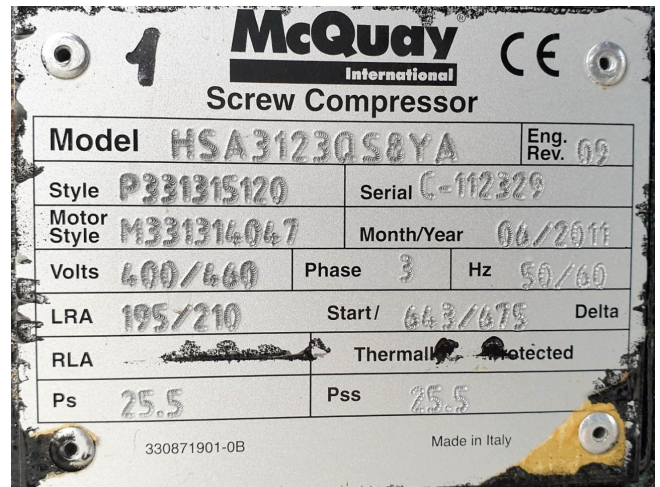 1 McQuay® CE
International
Screw Compressor
Model HSA3123QS8YA Eng. Rev. 09
Style P331315120 Serial C-112329
Motor Style M331314047 Month/Year 06/2011
Volts 400/460 Phase 3 Hz 50/60
LRA 195/210 Start/ 643/675 Delta
RLA Thermally Protected
Ps 25.5 Pss 25.5
330871901-0B Made in Italy